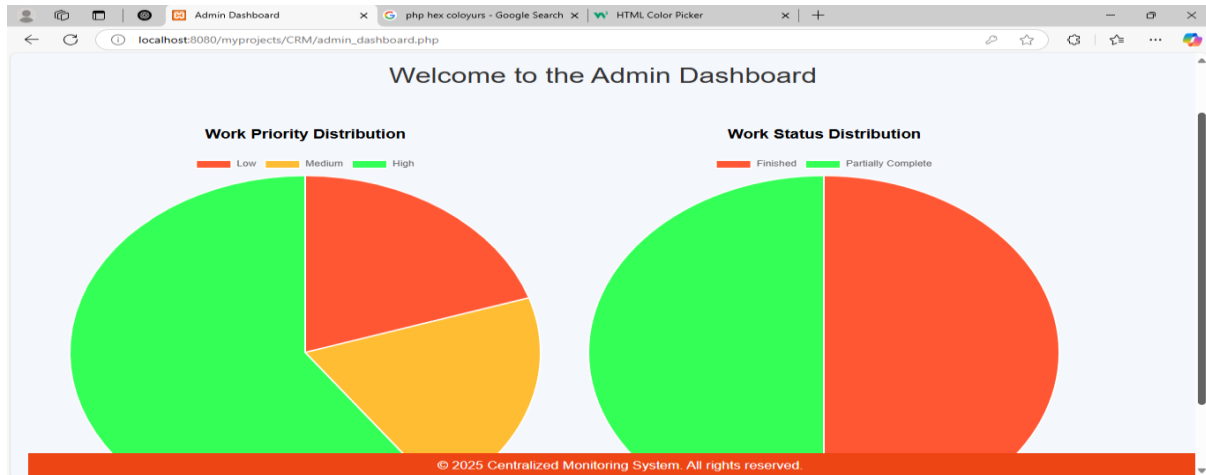 Admin Dashboard
php hex coloyurs - Google Search
HTML Color Picker
localhost:8080/myprojects/CRM/admin_dashboard.php
Welcome to the Admin Dashboard
Work Priority Distribution
Low Medium High
Work Status Distribution
Finished Partially Complete
© 2025 Centralized Monitoring System. All rights reserved.